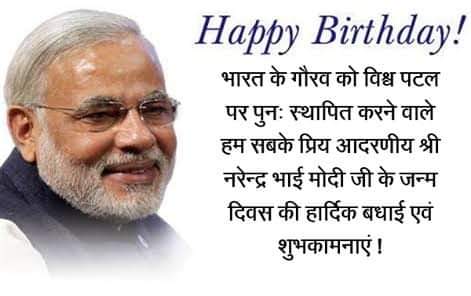 Happy Birthday!
भारत के गौरव को विश्व पटल
पर पुनः स्थापित करने वाले
हम सबके प्रिय आदरणीय श्री
नरेन्द्र भाई मोदी जी के जन्म
दिवस की हार्दिक बधाई एवं
शुभकामनाएं !